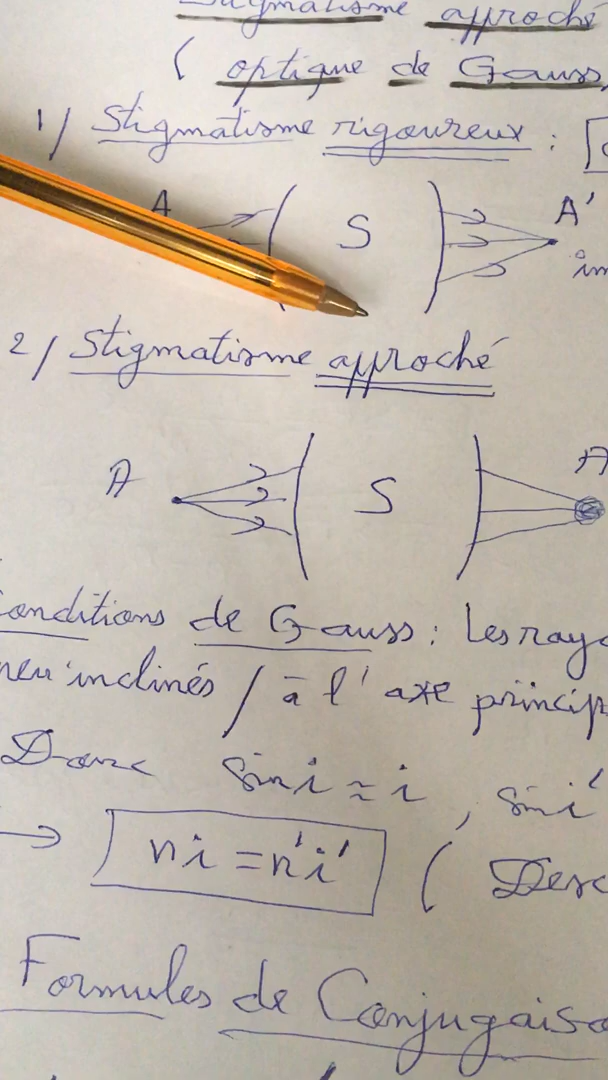 Stigmatisme approché
( optique de Gauss
1/ Stigmatisme rigoureux :
A S A'
2/ Stigmatisme approché
A S A
Conditions de Gauss : Les rayo
peu inclinés / à l' axe princip
Donc sin i ≈ i , sin i'
→ ni = n'i' ( Desc
Formules de Conjugaiso